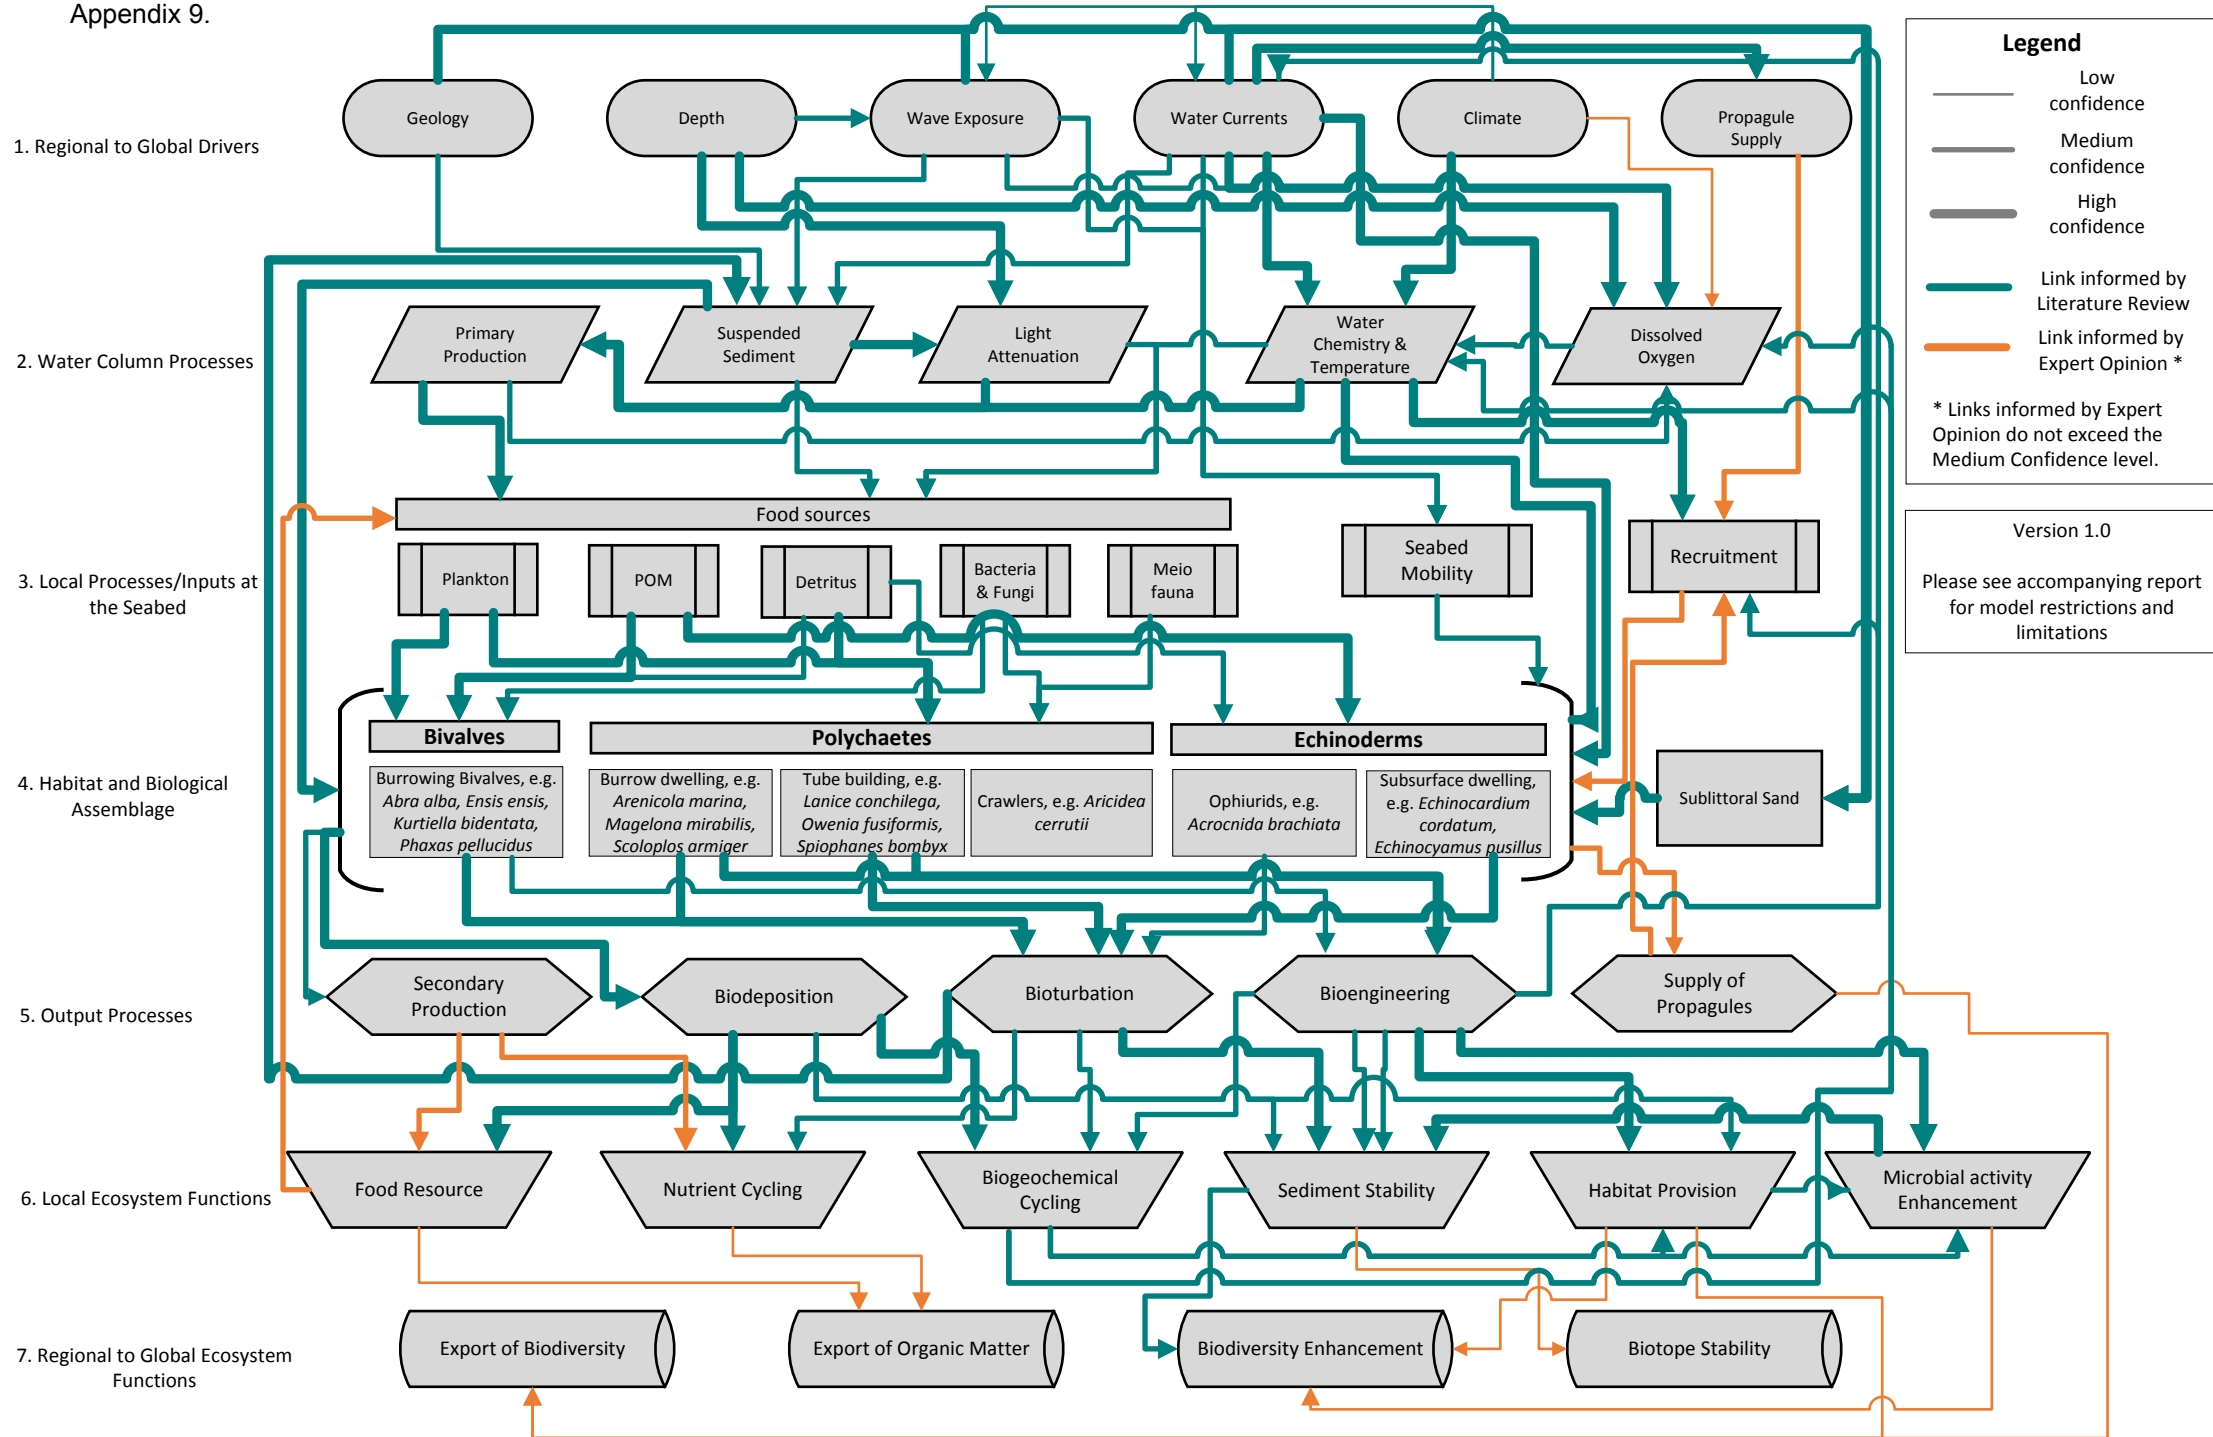 Appendix 9.
1. Regional to Global Drivers
Geology
Depth
Wave Exposure
Water Currents
Climate
Propagule
Supply
2. Water Column Processes
Primary
Production
Suspended
Sediment
Light
Attenuation
Water
Chemistry &
Temperature
Dissolved
Oxygen
3. Local Processes/Inputs at
the Seabed
Food sources
Plankton
POM
Detritus
Bacteria
& Fungi
Meio
fauna
Seabed
Mobility
Recruitment
4. Habitat and Biological
Assemblage
Bivalves
Polychaetes
Echinoderms
Burrowing Bivalves, e.g.
Abra alba, Ensis ensis,
Kurtiella bidentata,
Phaxas pellucidus
Burrow dwelling, e.g.
Arenicola marina,
Magelona mirabilis,
Scoloplos armiger
Tube building, e.g.
Lanice conchilega,
Owenia fusiformis,
Spiophanes bombyx
Crawlers, e.g. Aricidea
cerrutii
Ophiurids, e.g.
Acrocnida brachiata
Subsurface dwelling,
e.g. Echinocardium
cordatum,
Echinocyamus pusillus
Sublittoral Sand
5. Output Processes
Secondary
Production
Biodeposition
Bioturbation
Bioengineering
Supply of
Propagules
6. Local Ecosystem Functions
Food Resource
Nutrient Cycling
Biogeochemical
Cycling
Sediment Stability
Habitat Provision
Microbial activity
Enhancement
7. Regional to Global Ecosystem
Functions
Export of Biodiversity
Export of Organic Matter
Biodiversity Enhancement
Biotope Stability
Legend
Low
confidence
Medium
confidence
High
confidence
Link informed by
Literature Review
Link informed by
Expert Opinion *
* Links informed by Expert
Opinion do not exceed the
Medium Confidence level.
Version 1.0
Please see accompanying report
for model restrictions and
limitations